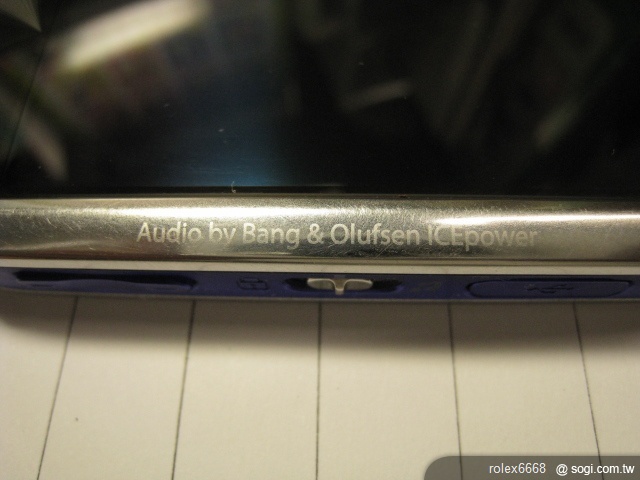 Audio by Bang & Olufsen ICEpower
rolex6668 @ sogi.com.tw